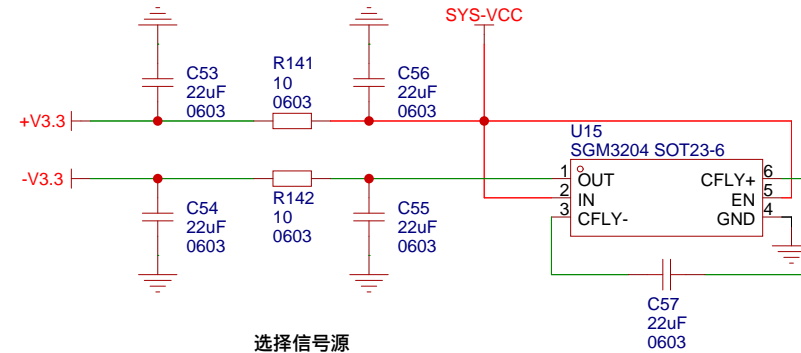 SYS-VCC
C53
22uF
0603
R141
10
0603
C56
22uF
0603
+V3.3
U15
SGM3204 SOT23-6
-V3.3
1
OUT
CFLY+
6
2
IN
EN
5
3
CFLY-
GND
4
C54
22uF
0603
R142
10
0603
C55
22uF
0603
C57
22uF
0603
选择信号源